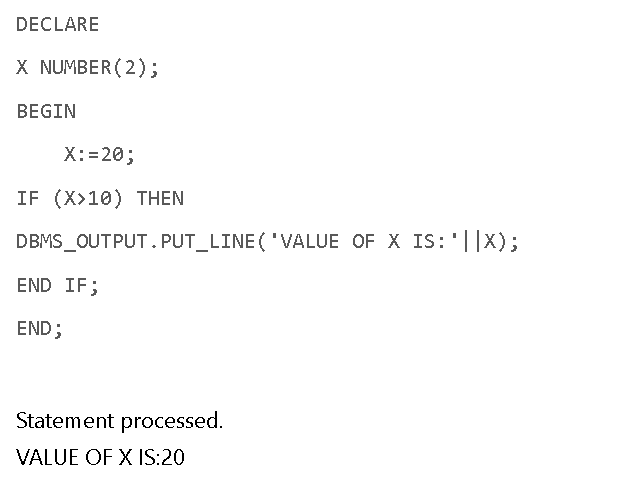 DECLARE
X NUMBER(2);
BEGIN
    X:=20;
IF (X>10) THEN
DBMS_OUTPUT.PUT_LINE('VALUE OF X IS:'||X);
END IF;
END;
Statement processed.
VALUE OF X IS:20